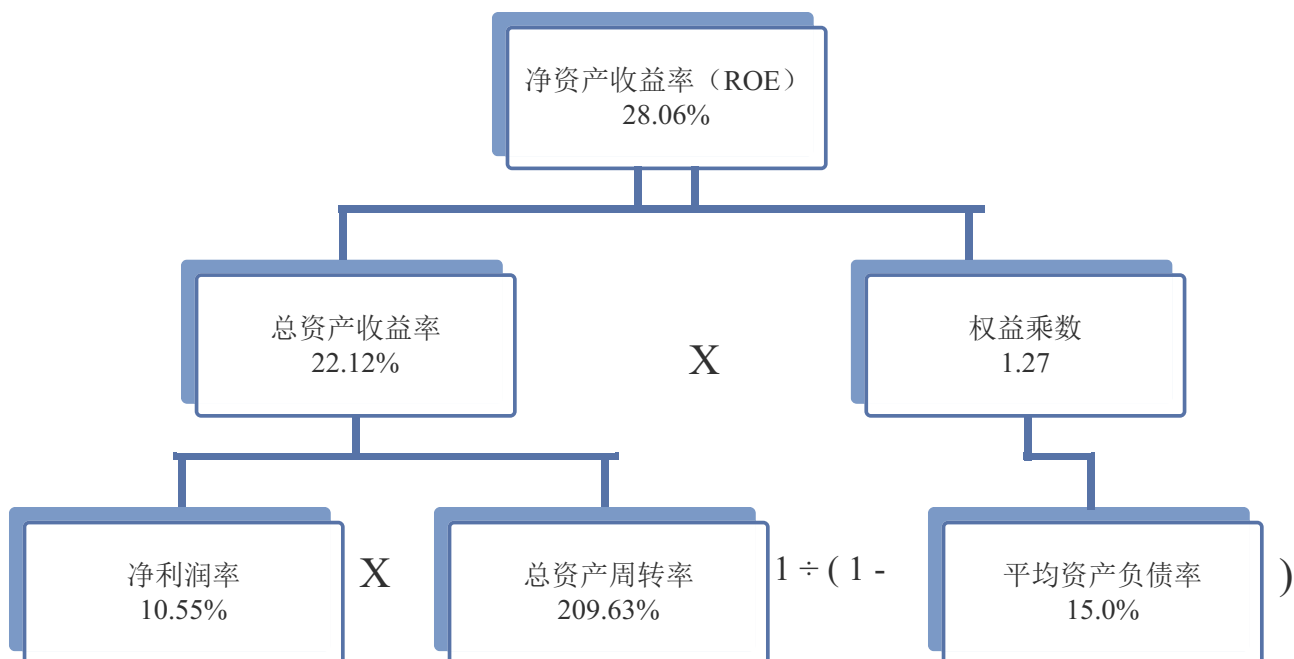 净资产收益率（ROE）
28.06%
总资产收益率
22.12%
X
权益乘数
1.27
净利润率
10.55%
X
总资产周转率
209.63%
1 ÷ ( 1 -
平均资产负债率
15.0%
)